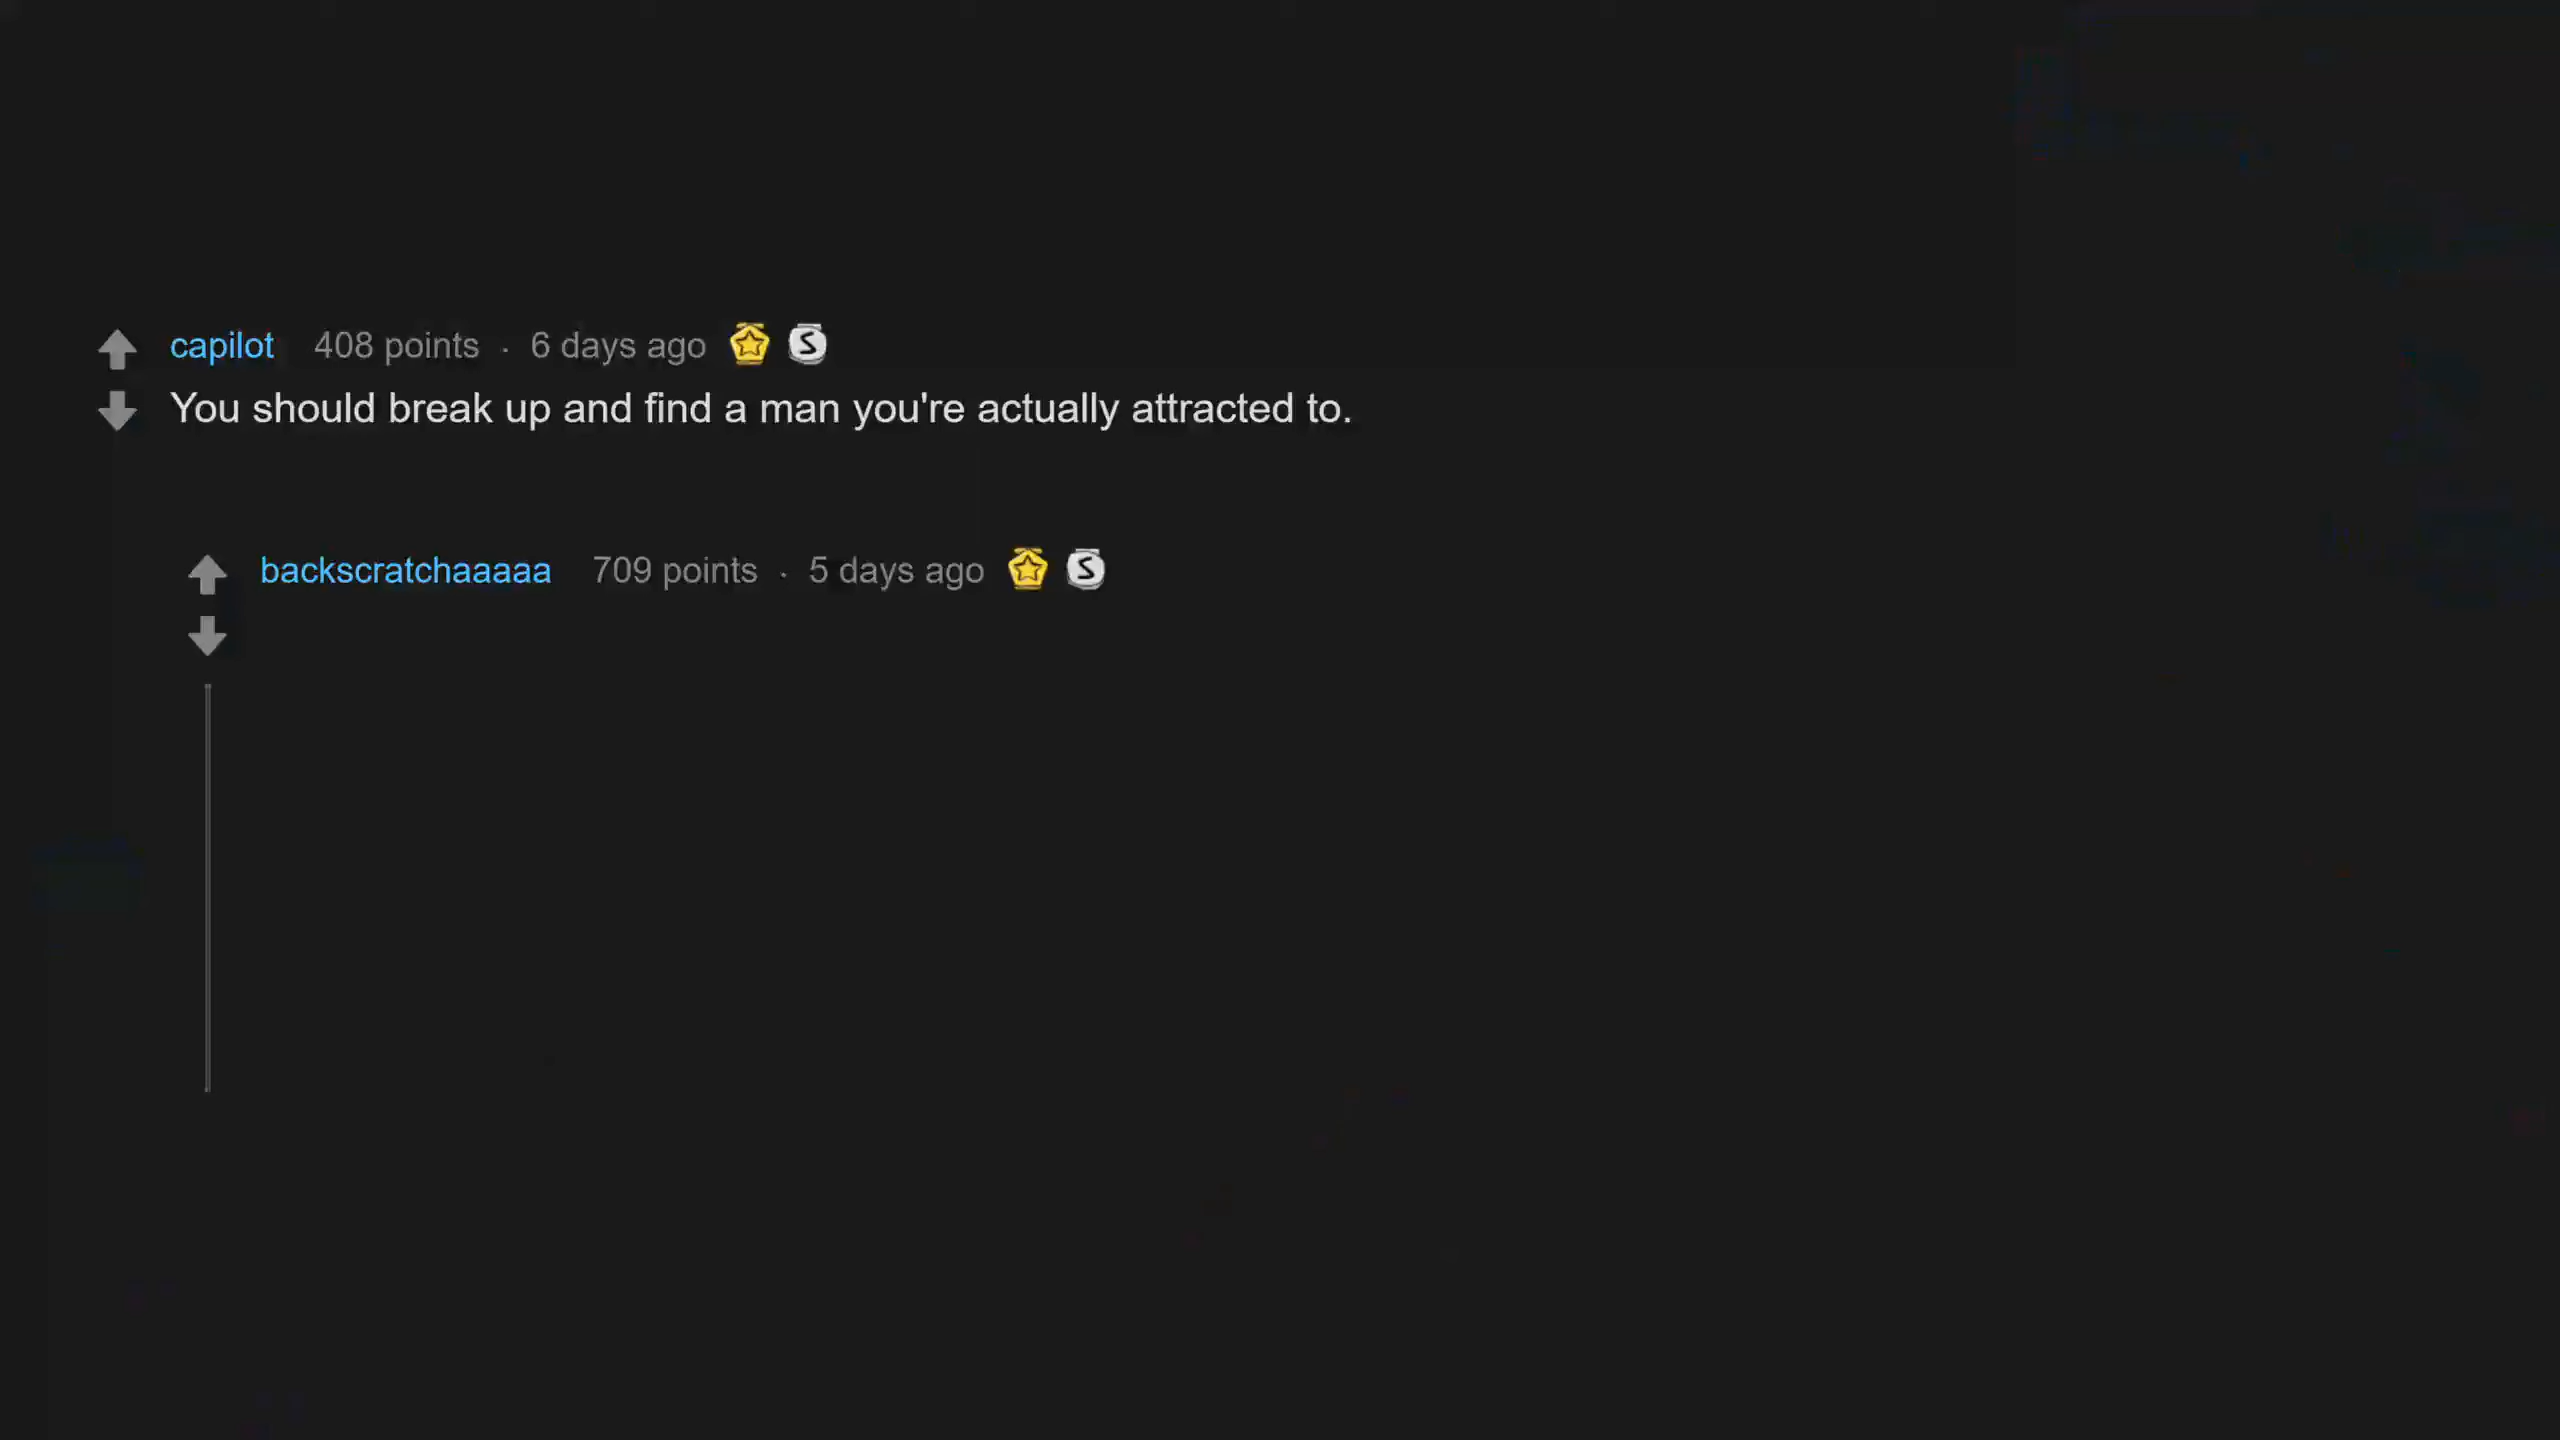 capilot 408 points · 6 days ago
You should break up and find a man you're actually attracted to.
backscratchaaaaa 709 points · 5 days ago